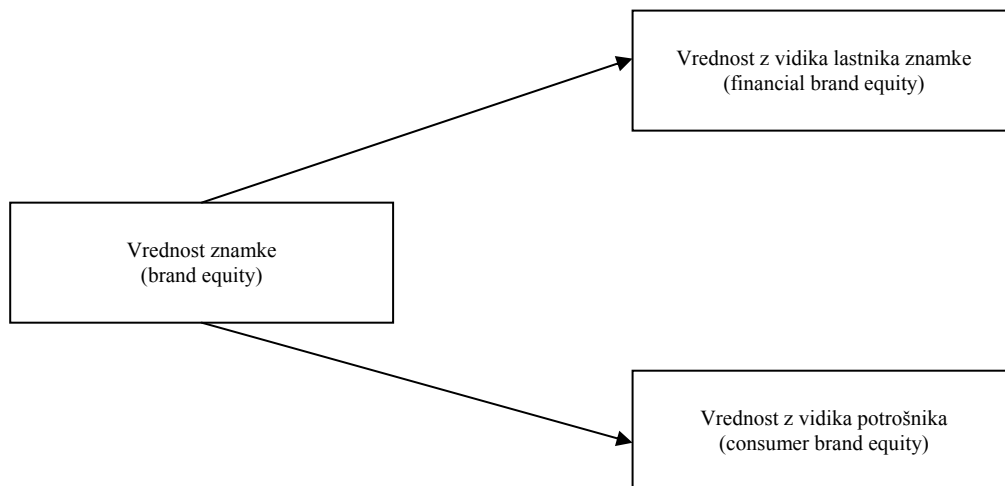 Vrednost z vidika lastnika znamke
(financial brand equity)
Vrednost znamke
(brand equity)
Vrednost z vidika potrošnika
(consumer brand equity)